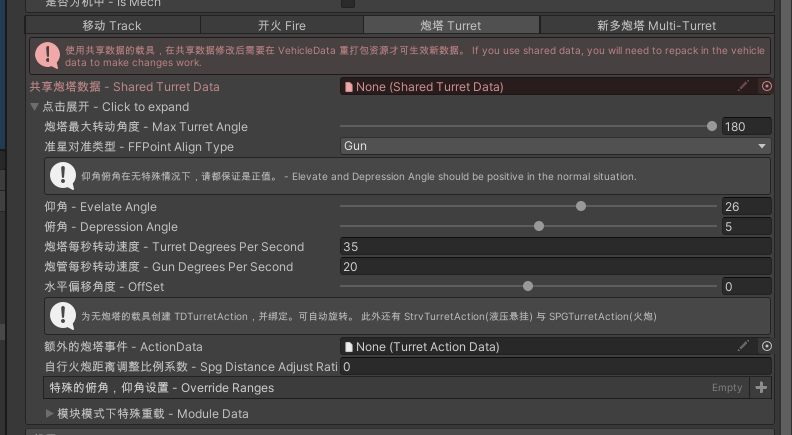 是否为机甲 - Is Mech
移动 Track
开火 Fire
炮塔 Turret
新多炮塔 Multi-Turret
使用共享数据的载具，在共享数据修改后需要在 VehicleData 重打包资源才可生效新数据。 If you use shared data, you will need to repack in the vehicle
data to make changes work.
共享炮塔数据 - Shared Turret Data
None (Shared Turret Data)
点击展开 - Click to expand
炮塔最大转动角度 - Max Turret Angle
180
准星对准类型 - FFPoint Align Type
Gun
仰角俯角在无特殊情况下，请都保证是正值。 - Elevate and Depression Angle should be positive in the normal situation.
仰角 - Evelate Angle
26
俯角 - Depression Angle
5
炮塔每秒转动速度 - Turret Degrees Per Second
35
炮管每秒转动速度 - Gun Degrees Per Second
20
水平偏移角度 - OffSet
0
为无炮塔的载具创建 TDTurretAction，并绑定。可自动旋转。 此外还有 StrvTurretAction(液压悬挂) 与 SPGTurretAction(火炮)
额外的炮塔事件 - ActionData
None (Turret Action Data)
自行火炮距离调整比例系数 - Spg Distance Adjust Rati
0
特殊的俯角，仰角设置 - Override Ranges
Empty
模块模式下特殊重载 - Module Data